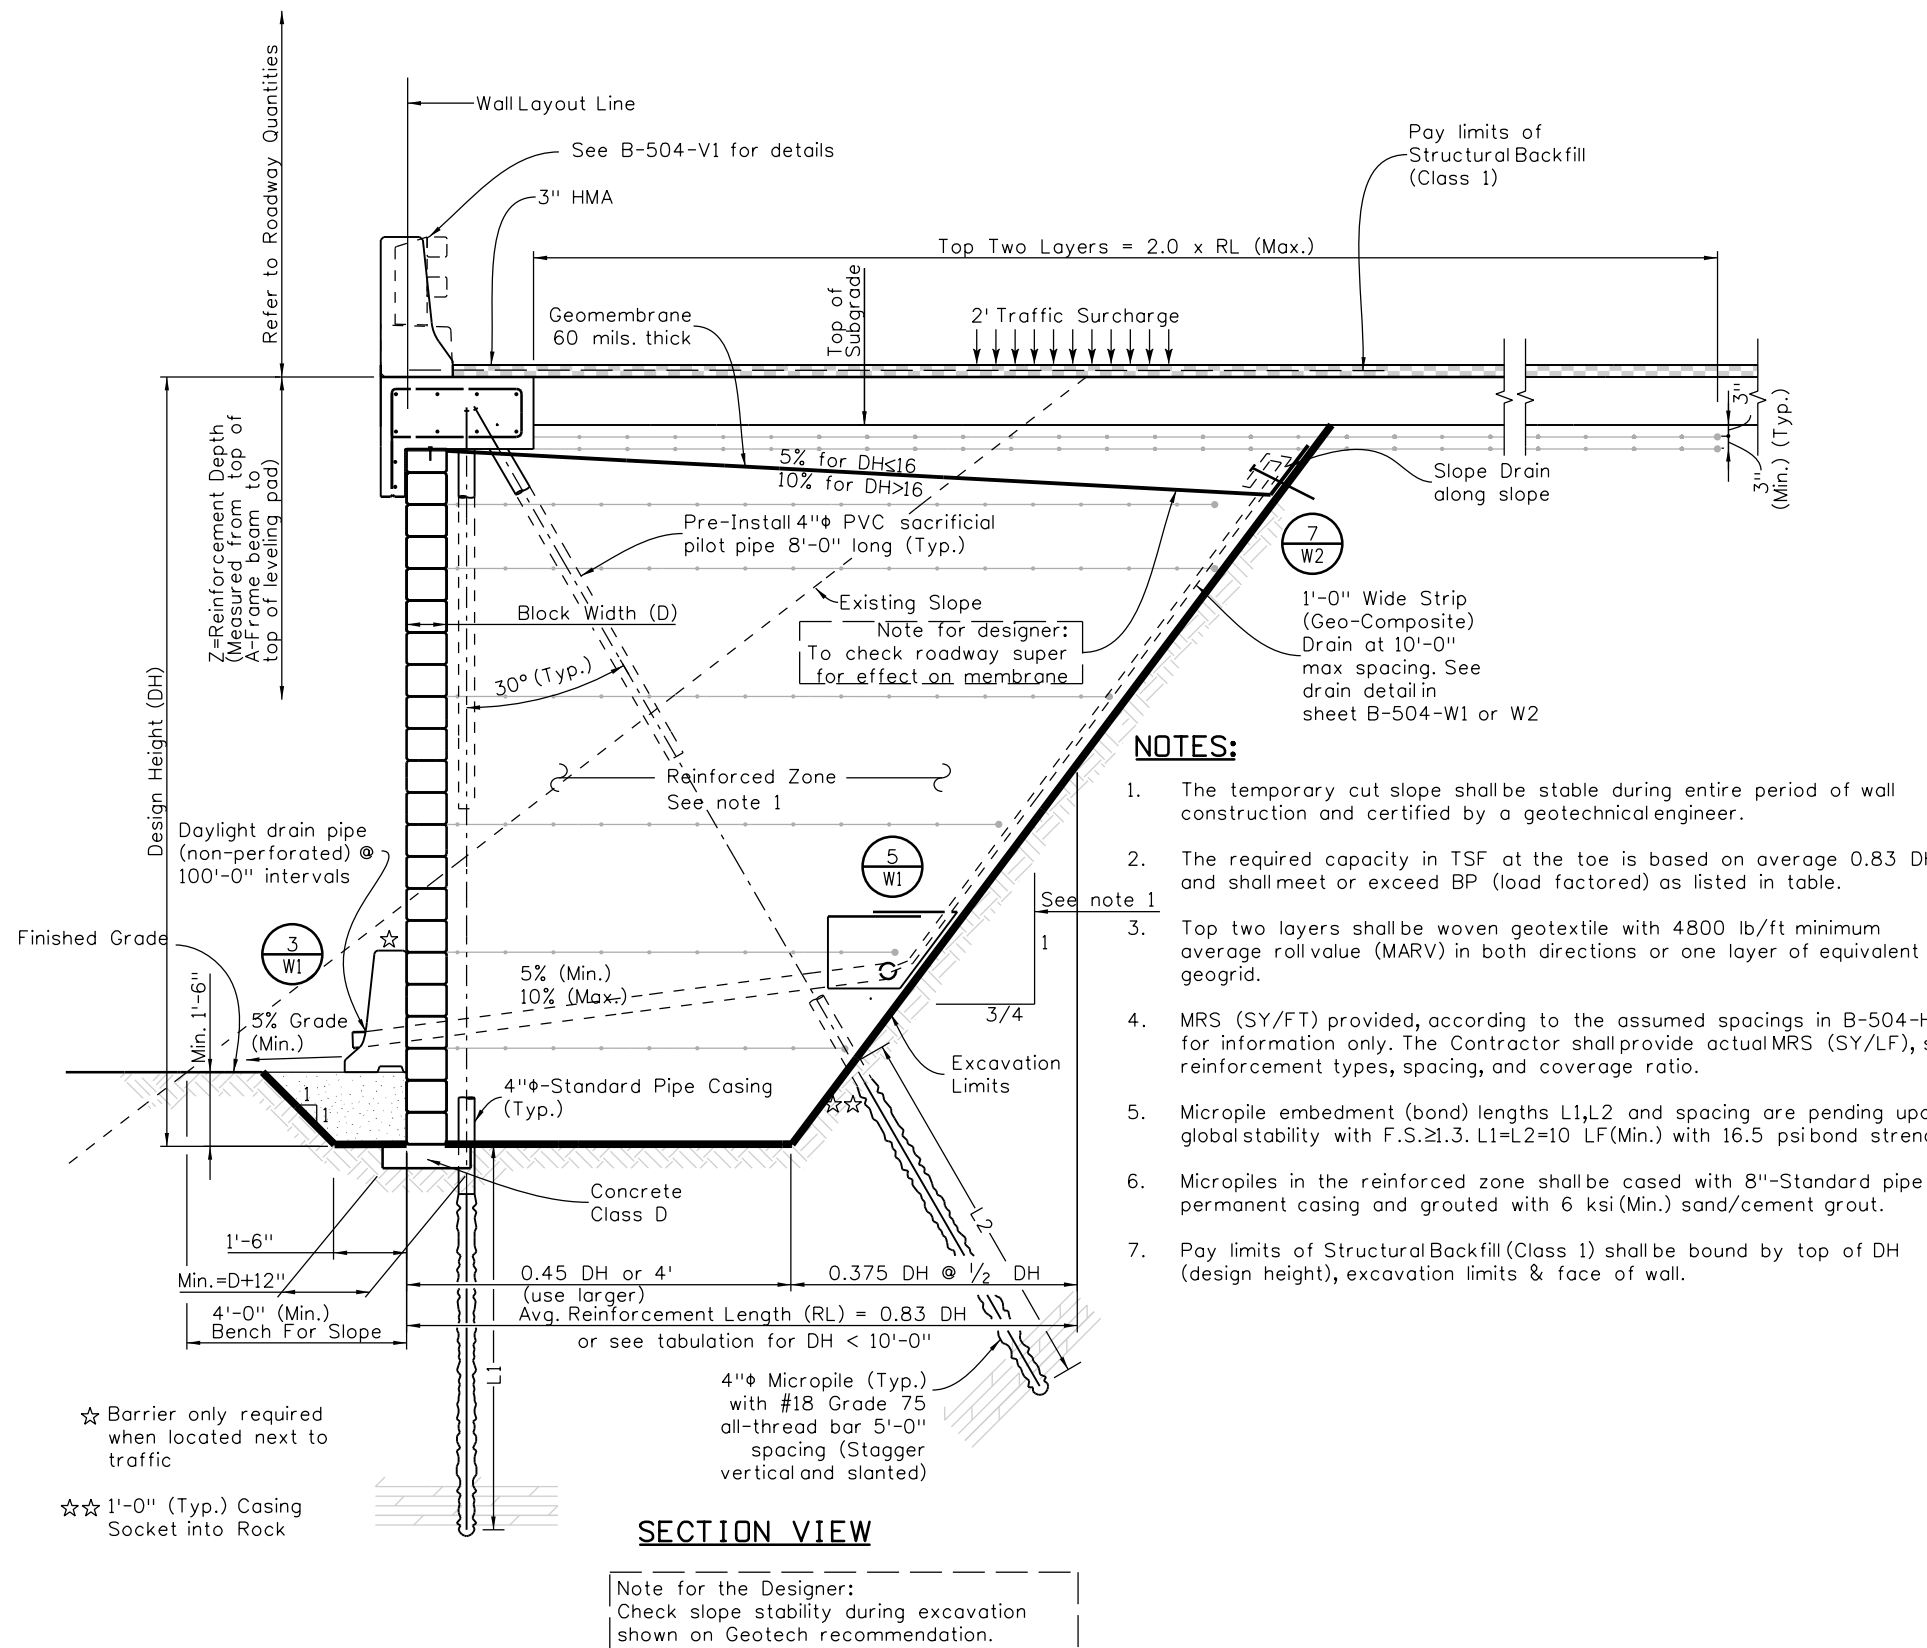 Refer to Roadway Quantities
Wall Layout Line
See B-504-V1 for details
3" HMA
Pay limits of
Structural Backfill
(Class 1)
Top Two Layers = 2.0 x RL (Max.)
Geomembrane
60 mils. thick
Top of
Subgrade
2' Traffic Surcharge
3"
3"
(Min.) (Typ.)
Z=Reinforcement Depth
(Measured from top of
A-Frame beam to
top of leveling pad)
5% for DH≤16
10% for DH>16
Slope Drain
along slope
Pre-Install 4"ϕ PVC sacrificial
pilot pipe 8'-0" long (Typ.)
7
W2
Existing Slope
Block Width (D)
Note for designer:
To check roadway super
for effect on membrane
1'-0" Wide Strip
(Geo-Composite)
Drain at 10'-0"
max spacing. See
drain detail in
sheet B-504-W1 or W2
30° (Typ.)
Design Height (DH)
Reinforced Zone
See note 1
Daylight drain pipe
(non-perforated) @
100'-0" intervals
5
W1
See note 1
1
3/4
Finished Grade
3
W1
☆
Min. 1'-6"
5% Grade
(Min.)
5% (Min.)
10% (Max.)
Excavation
Limits
4"ϕ-Standard Pipe Casing
(Typ.)
☆☆
1
1
Concrete
Class D
L2
1'-6"
Min.=D+12"
4'-0" (Min.)
Bench For Slope
0.45 DH or 4'
(use larger)
0.375 DH @ 1/2 DH
Avg. Reinforcement Length (RL) = 0.83 DH
or see tabulation for DH < 10'-0"
L1
4"ϕ Micropile (Typ.)
with #18 Grade 75
all-thread bar 5'-0"
spacing (Stagger
vertical and slanted)
☆ Barrier only required
when located next to
traffic
☆☆ 1'-0" (Typ.) Casing
Socket into Rock
SECTION VIEW
Note for the Designer:
Check slope stability during excavation
shown on Geotech recommendation.
NOTES:
1. The temporary cut slope shall be stable during entire period of wall
construction and certified by a geotechnical engineer.
2. The required capacity in TSF at the toe is based on average 0.83
and shall meet or exceed BP (load factored) as listed in table.
3. Top two layers shall be woven geotextile with 4800 lb/ft minimum
average roll value (MARV) in both directions or one layer of equivalent
geogrid.
4. MRS (SY/FT) provided, according to the assumed spacings in
for information only. The Contractor shall provide actual MRS (SY/LF),
reinforcement types, spacing, and coverage ratio.
5. Micropile embedment (bond) lengths L1,L2 and spacing are pending
global stability with F.S.≥1.3. L1=L2=10 LF(Min.) with 16.5 psi bond
6. Micropiles in the reinforced zone shall be cased with 8"-Standard pipe
permanent casing and grouted with 6 ksi (Min.) sand/cement grout.
7. Pay limits of Structural Backfill (Class 1) shall be bound by top of DH
(design height), excavation limits & face of wall.